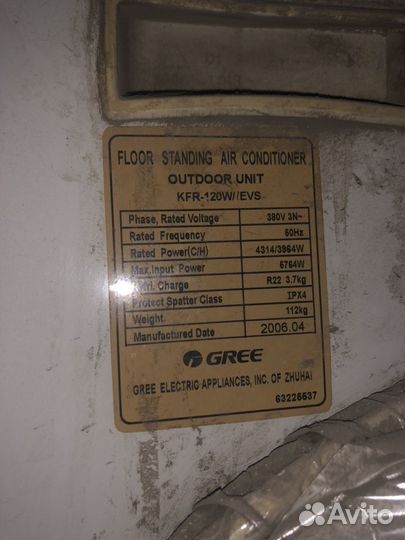 FLOOR STANDING AIR CONDITIONER
OUTDOOR UNIT
KFR-120W/EVS
Phase, Rated Voltage 380V 3N~
Rated Frequency 50Hz
Rated Power(C/H) 4314/3964W
Max.Input Power 6764W
Refri. Charge R22 3.7kg
Protect Spatter Class IPX4
Weight 112kg
Manufactured Date 2006.04
GREE
GREE ELECTRIC APPLIANCES, INC. OF ZHUHAI
63225537
Avito